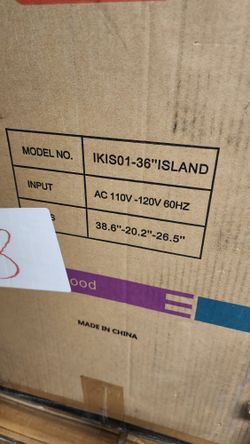 MODEL NO. IKIS01-36"ISLAND
INPUT AC 110V -120V 60HZ
S 38.6"-20.2"-26.5"
ood
MADE IN CHINA